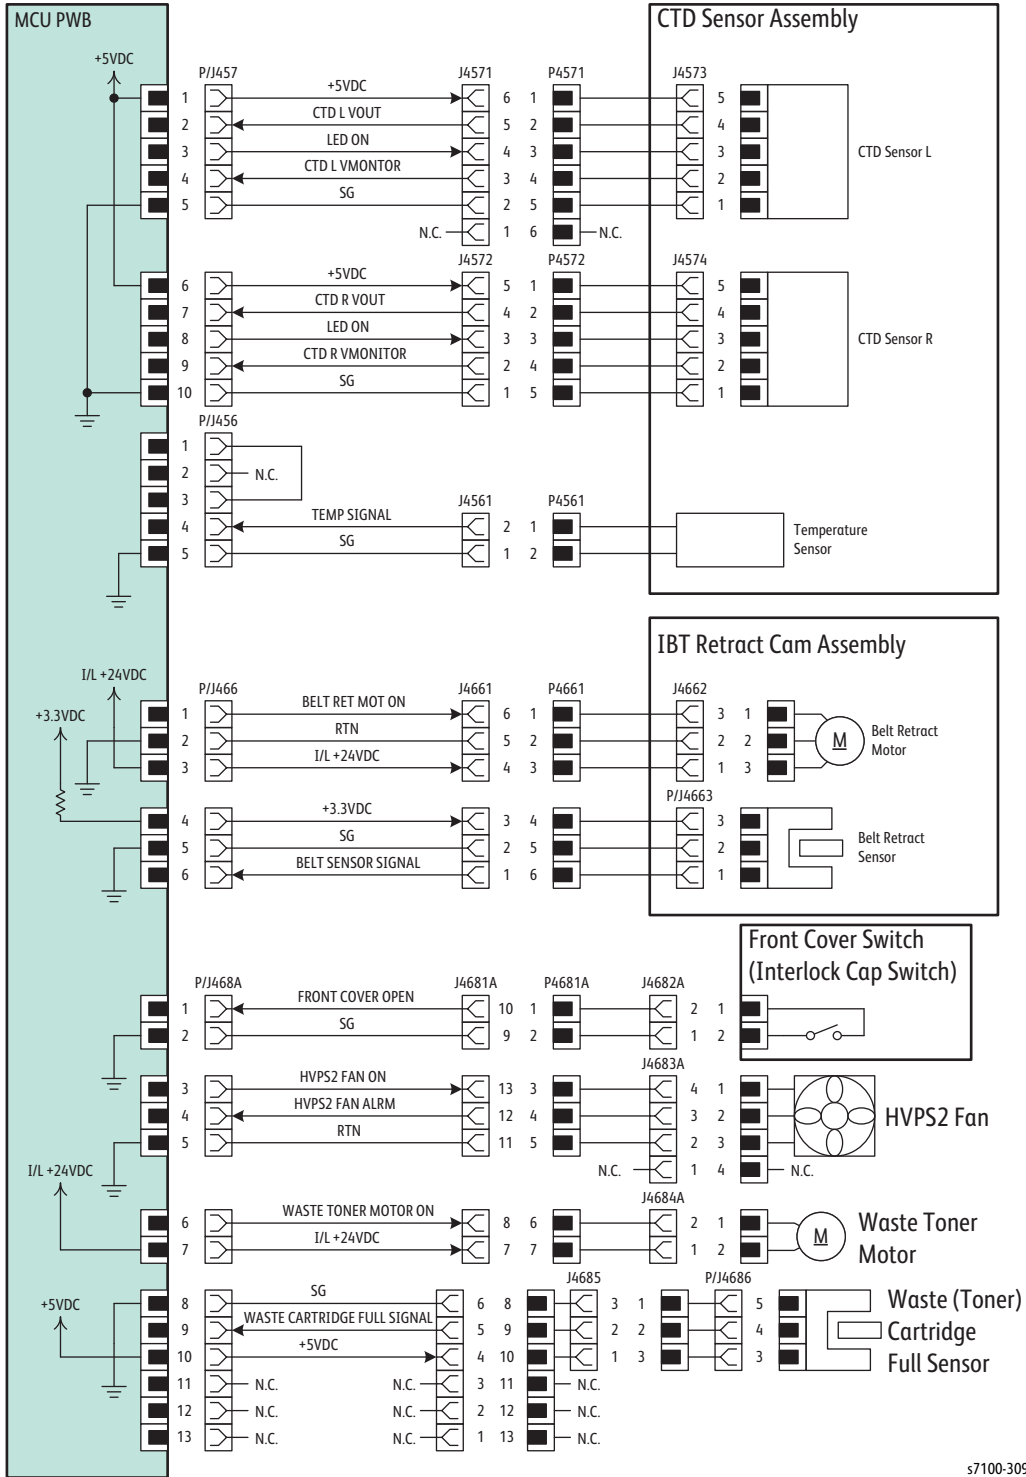 MCU PWB
CTD Sensor Assembly
+5VDC
P/J457 J4571 P4571 J4573
1 +5VDC 6 1 5
2 CTD L VOUT 5 2 4
3 LED ON 4 3 3 CTD Sensor L
4 CTD L VMONTOR 3 4 2
5 SG 2 5 1
N.C. 1 6 N.C.
J4572 P4572 J4574
6 +5VDC 5 1 5
7 CTD R VOUT 4 2 4
8 LED ON 3 3 3 CTD Sensor R
9 CTD R VMONITOR 2 4 2
10 SG 1 5 1
P/J456
1
2 N.C.
3 J4561 P4561
4 TEMP SIGNAL 2 1 Temperature
5 SG 1 2 Sensor
IBT Retract Cam Assembly
I/L +24VDC
+3.3VDC
P/J466 J4661 P4661 J4662
1 BELT RET MOT ON 6 1 3 1
2 RTN 5 2 2 2 M Belt Retract
Motor
3 I/L +24VDC 4 3 1 3
P/J4663
4 +3.3VDC 3 4 3
5 SG 2 5 2 Belt Retract
Sensor
6 BELT SENSOR SIGNAL 1 6 1
Front Cover Switch
(Interlock Cap Switch)
P/J468A J4681A P4681A J4682A
1 FRONT COVER OPEN 10 1 2 1
2 SG 9 2 1 2
J4683A
3 HVPS2 FAN ON 13 3 4 1
4 HVPS2 FAN ALRM 12 4 3 2 HVPS2 Fan
5 RTN 11 5 2 3
N.C. 1 4 N.C.
I/L +24VDC
J4684A
6 WASTE TONER MOTOR ON 8 6 2 1 Waste Toner
7 I/L +24VDC 7 7 1 2 M Motor
J4685 P/J4686
+5VDC
8 SG 6 8 3 1 5 Waste (Toner)
9 WASTE CARTRIDGE FULL SIGNAL 5 9 2 2 4 Cartridge
10 +5VDC 4 10 1 3 3 Full Sensor
11 N.C. N.C. 3 11 N.C.
12 N.C. N.C. 2 12 N.C.
13 N.C. N.C. 1 13 N.C.
s7100-309